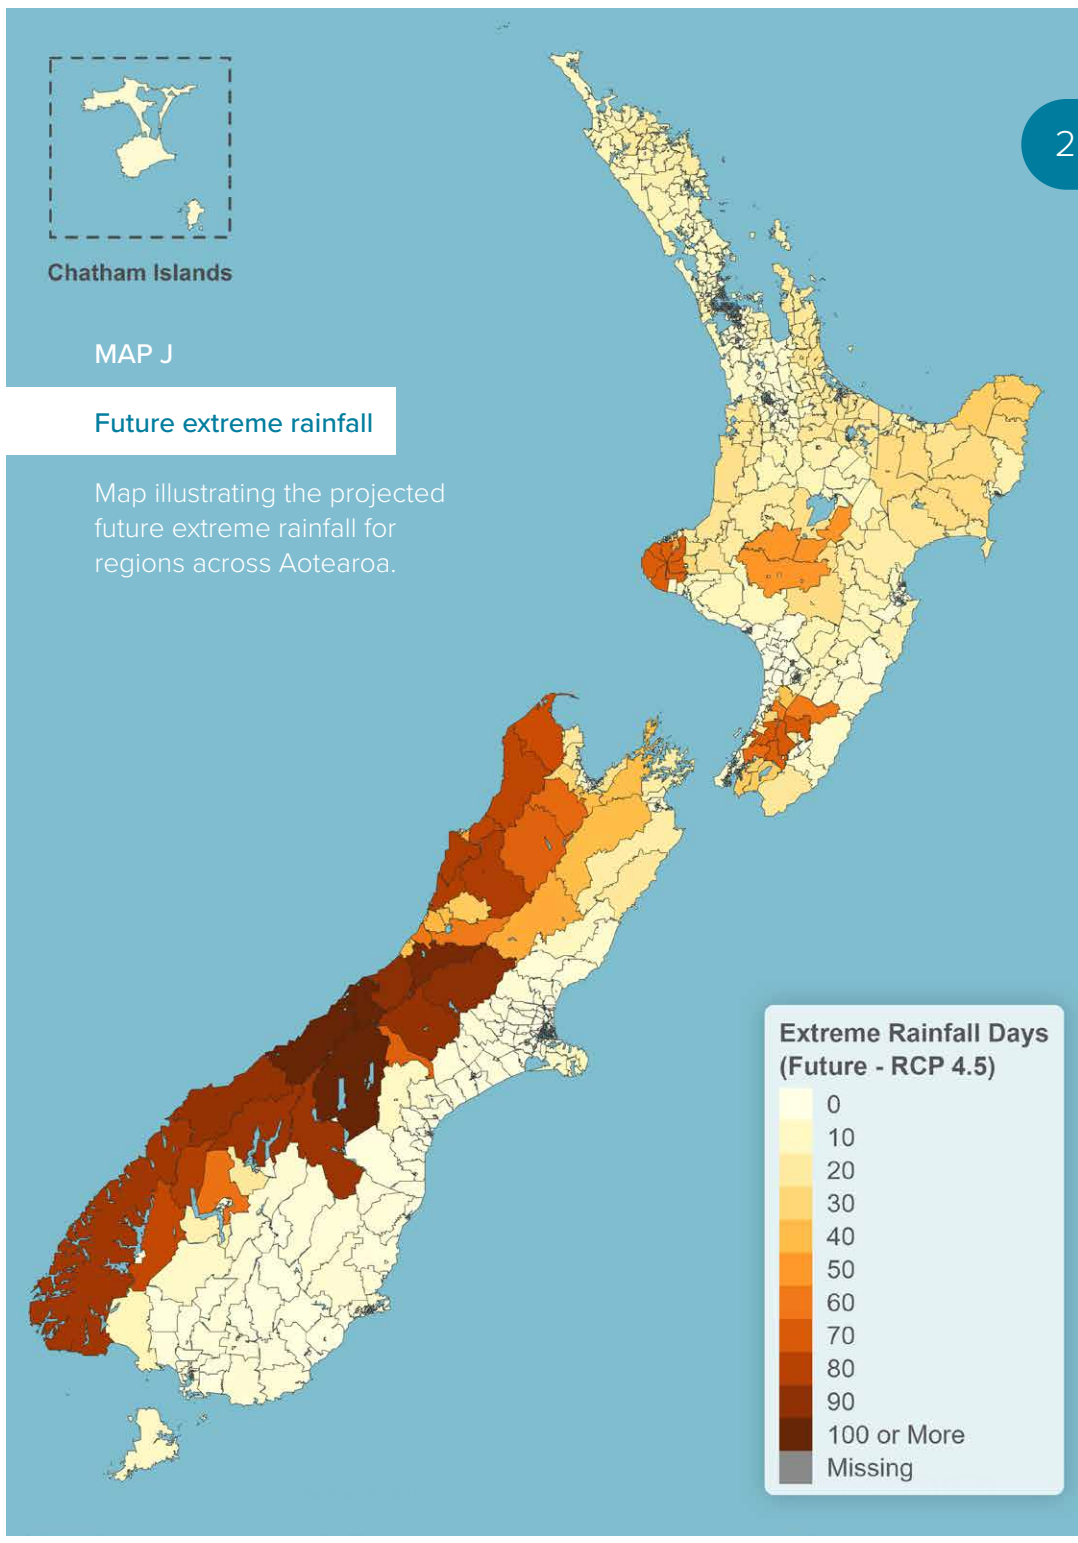 Chatham Islands
2
MAP J
Future extreme rainfall
Map illustrating the projected
future extreme rainfall for
regions across Aotearoa.
Extreme Rainfall Days
(Future - RCP 4.5)
0
10
20
30
40
50
60
70
80
90
100 or More
Missing